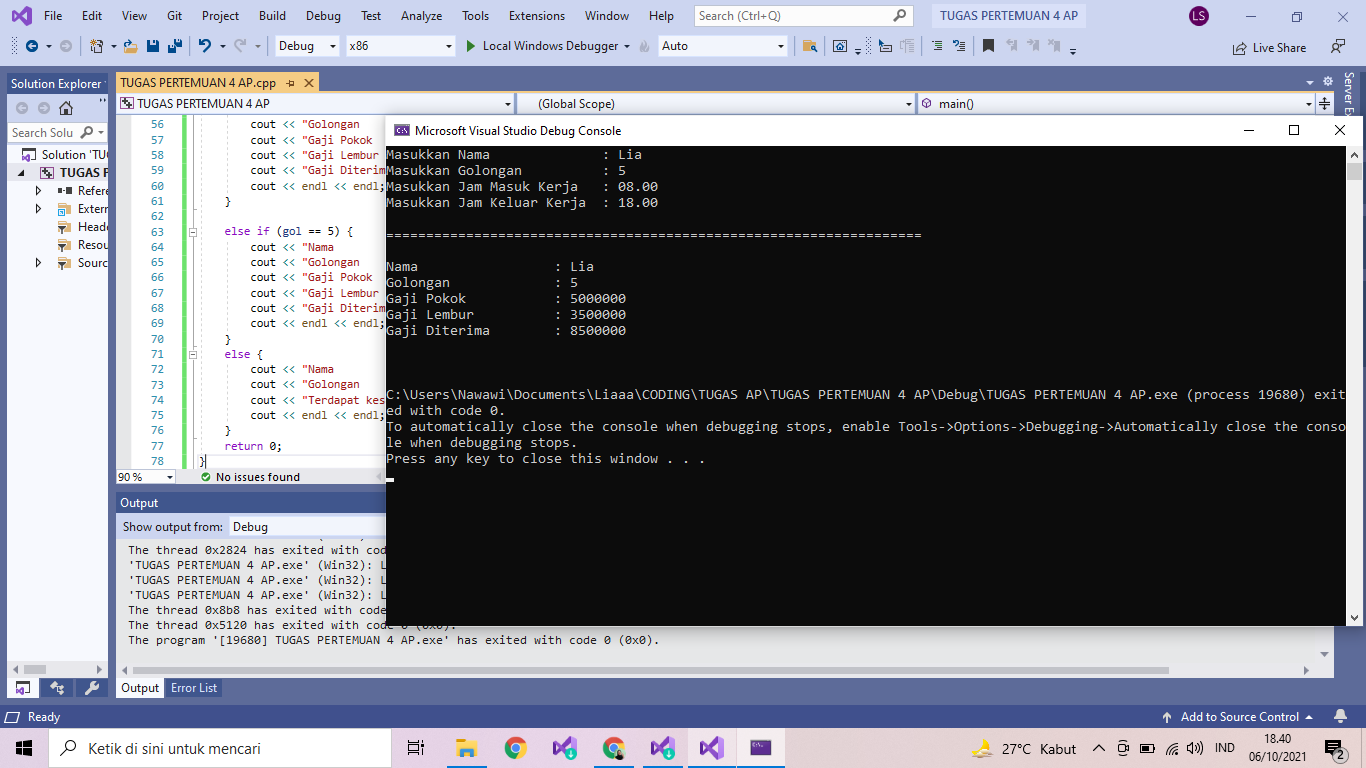 File Edit View Git Project Build Debug Test Analyze Tools Extensions Window Help Search (Ctrl+Q) TUGAS PERTEMUAN 4 AP LS
Debug x86 Local Windows Debugger Auto Live Share
Solution Explorer
Search Solu
Solution 'TU
TUGAS P
Refere
Extern
Heade
Resou
Sourc
TUGAS PERTEMUAN 4 AP.cpp
TUGAS PERTEMUAN 4 AP (Global Scope) main()
56 cout << "Golongan
57 cout << "Gaji Pokok
58 cout << "Gaji Lembur
59 cout << "Gaji Diterim
60 cout << endl << endl;
61 }
62
63 else if (gol == 5) {
64 cout << "Nama
65 cout << "Golongan
66 cout << "Gaji Pokok
67 cout << "Gaji Lembur
68 cout << "Gaji Diterim
69 cout << endl << endl;
70 }
71 else {
72 cout << "Nama
73 cout << "Golongan
74 cout << "Terdapat kes
75 cout << endl << endl;
76 }
77 return 0;
78 }
90 % No issues found
Microsoft Visual Studio Debug Console
Masukkan Nama : Lia
Masukkan Golongan : 5
Masukkan Jam Masuk Kerja : 08.00
Masukkan Jam Keluar Kerja : 18.00
===================================================================
Nama : Lia
Golongan : 5
Gaji Pokok : 5000000
Gaji Lembur : 3500000
Gaji Diterima : 8500000
C:\Users\Nawawi\Documents\Liaaa\CODING\TUGAS AP\TUGAS PERTEMUAN 4 AP\Debug\TUGAS PERTEMUAN 4 AP.exe (process 19680) exit
ed with code 0.
To automatically close the console when debugging stops, enable Tools->Options->Debugging->Automatically close the conso
le when debugging stops.
Press any key to close this window . . .
Server Ex
Output
Show output from: Debug
The thread 0x2824 has exited with cod
'TUGAS PERTEMUAN 4 AP.exe' (Win32): L
'TUGAS PERTEMUAN 4 AP.exe' (Win32): L
'TUGAS PERTEMUAN 4 AP.exe' (Win32): L
The thread 0x8b8 has exited with code
The thread 0x5120 has exited with code 0 (0x0).
The program '[19680] TUGAS PERTEMUAN 4 AP.exe' has exited with code 0 (0x0).
Output Error List
Ready Add to Source Control
Ketik di sini untuk mencari 27°C Kabut IND 18.40
06/10/2021 2